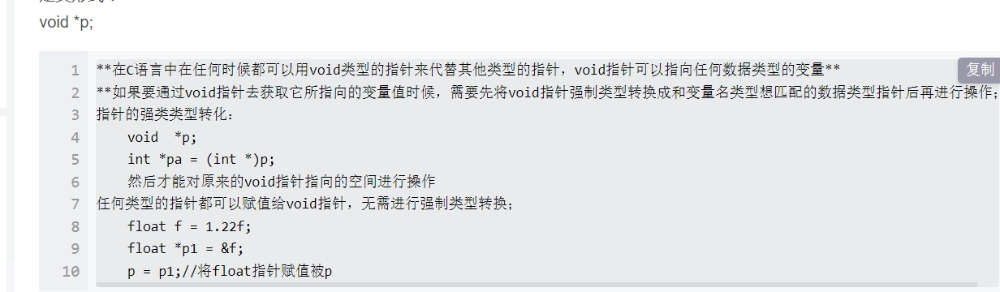 void *p;
复制
1 **在C语言中在任何时候都可以用void类型的指针来代替其他类型的指针，void指针可以指向任何数据类型的变量**
2 **如果要通过void指针去获取它所指向的变量值时候，需要先将void指针强制类型转换成和变量名类型想匹配的数据类型指针后再进行操作;
3 指针的强类类型转化：
4     void  *p;
5     int *pa = (int *)p;
6     然后才能对原来的void指针指向的空间进行操作
7 任何类型的指针都可以赋值给void指针，无需进行强制类型转换;
8     float f = 1.22f;
9     float *p1 = &f;
10     p = p1;//将float指针赋值被p